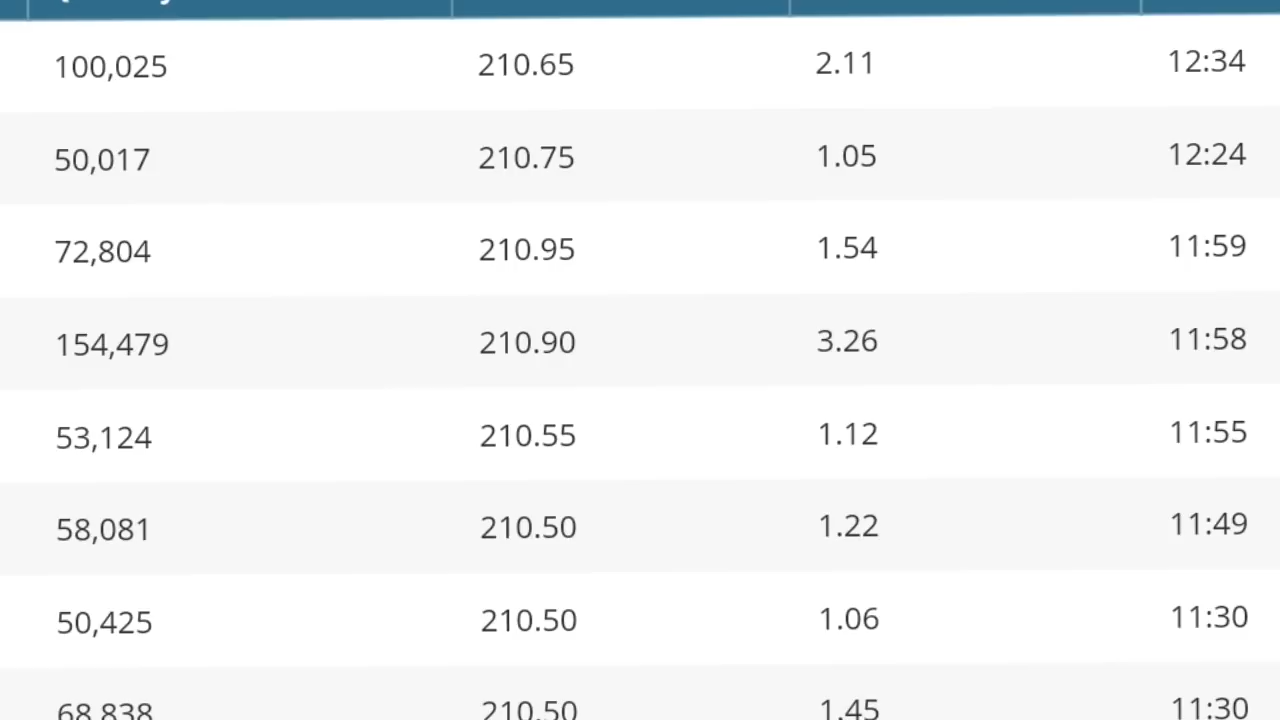 100,025 210.65 2.11 12:34
50,017 210.75 1.05 12:24
72,804 210.95 1.54 11:59
154,479 210.90 3.26 11:58
53,124 210.55 1.12 11:55
58,081 210.50 1.22 11:49
50,425 210.50 1.06 11:30
68,838 210.50 1.45 11:30